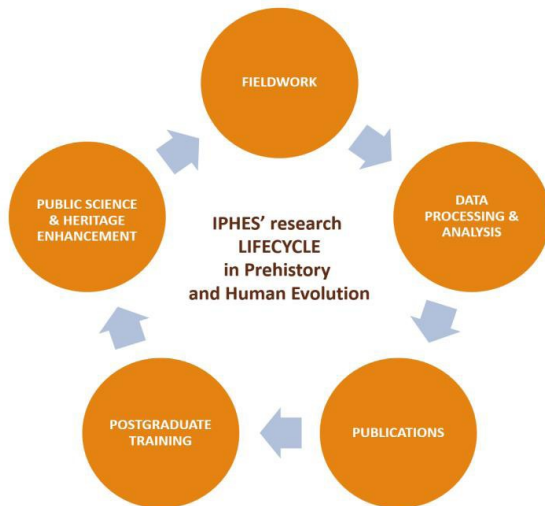 FIELDWORK
DATA
PROCESSING &
ANALYSIS
PUBLICATIONS
POSTGRADUATE
TRAINING
PUBLIC SCIENCE
& HERITAGE
ENHANCEMENT
IPHES’ research
LIFECYCLE
in Prehistory
and Human Evolution